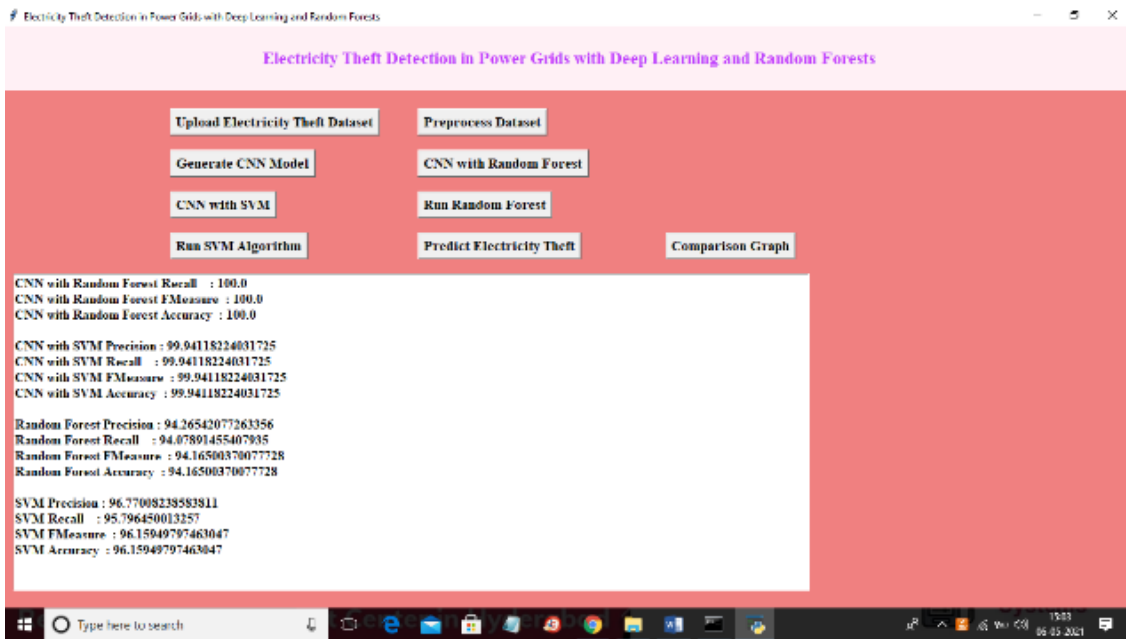 Electricity Theft Detection in Power Grids with Deep Learning and Random Forests
Electricity Theft Detection in Power Grids with Deep Learning and Random Forests
Upload Electricity Theft Dataset
Preprocess Dataset
Generate CNN Model
CNN with Random Forest
CNN with SVM
Run Random Forest
Run SVM Algorithm
Predict Electricity Theft
Comparison Graph
CNN with Random Forest Recall : 100.0
CNN with Random Forest FMeasure : 100.0
CNN with Random Forest Accuracy : 100.0
CNN with SVM Precision : 99.94118224031725
CNN with SVM Recall : 99.94118224031725
CNN with SVM FMeasure : 99.94118224031725
CNN with SVM Accuracy : 99.94118224031725
Random Forest Precision : 94.26542077263356
Random Forest Recall : 94.07891455407935
Random Forest FMeasure : 94.16500370077728
Random Forest Accuracy : 94.16500370077728
SVM Precision : 96.77008238583811
SVM Recall : 95.796450013257
SVM FMeasure : 96.15949797463047
SVM Accuracy : 96.15949797463047
Type here to search
15:03
06-05-2021